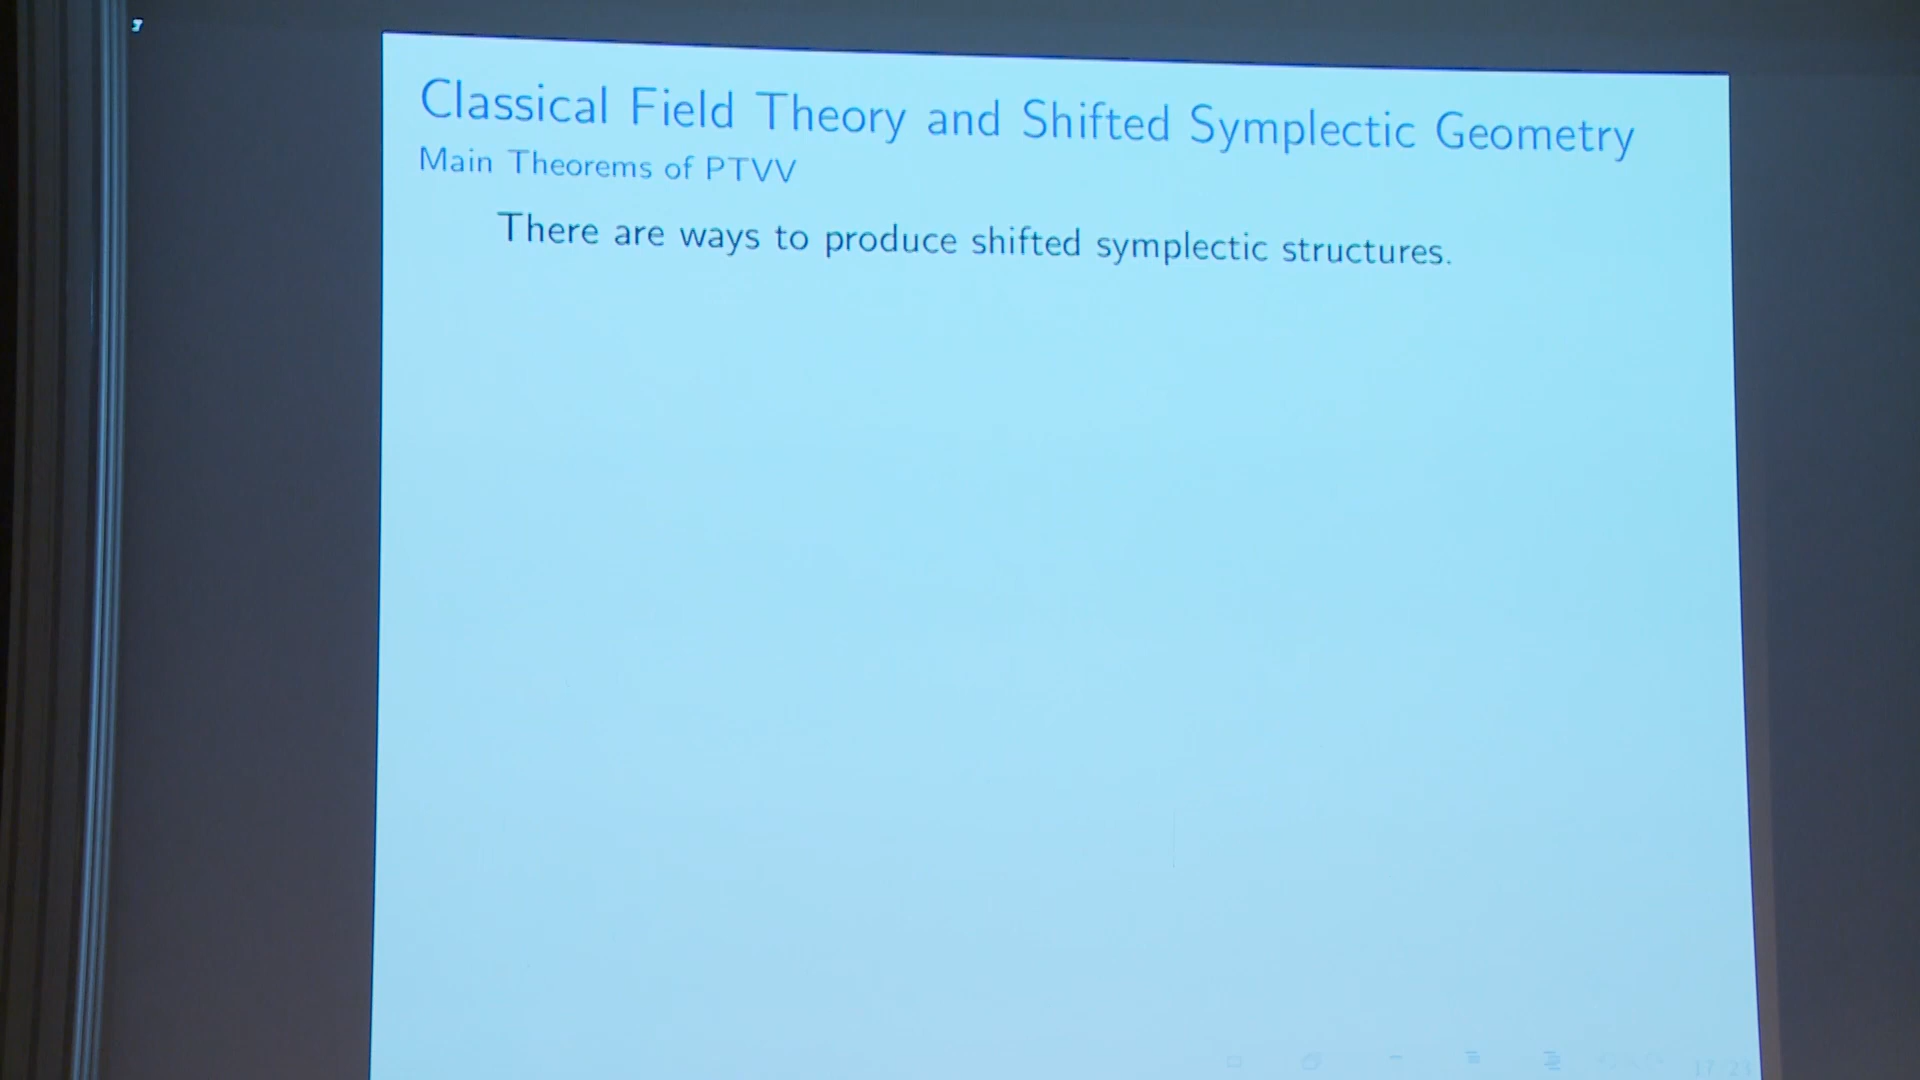 Classical Field Theory and Shifted Symplectic Geometry
Main Theorems of PTVV
There are ways to produce shifted symplectic structures.